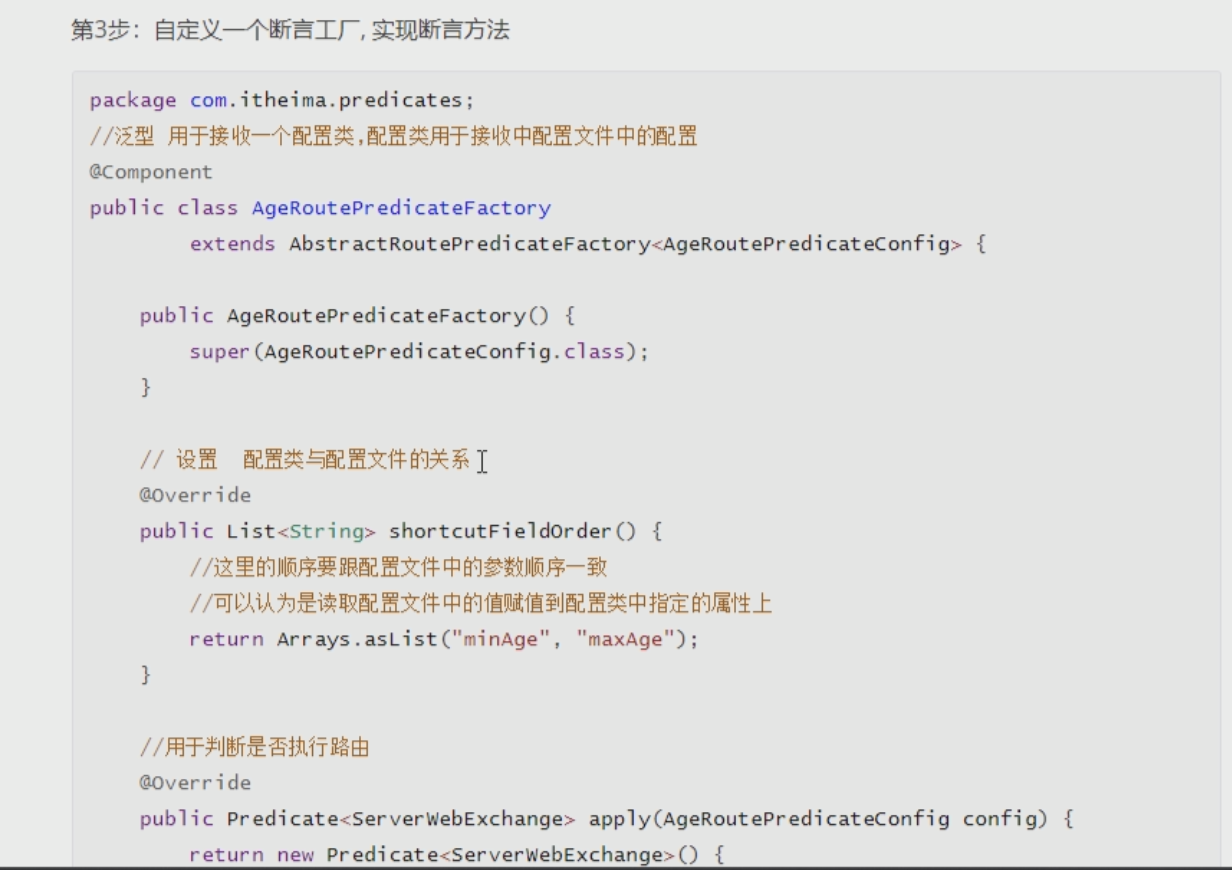 第3步：自定义一个断言工厂, 实现断言方法
package com.itheima.predicates;
//泛型 用于接收一个配置类,配置类用于接收中配置文件中的配置
@Component
public class AgeRoutePredicateFactory
extends AbstractRoutePredicateFactory<AgeRoutePredicateConfig> {
public AgeRoutePredicateFactory() {
super(AgeRoutePredicateConfig.class);
}
// 设置 配置类与配置文件的关系
@Override
public List<String> shortcutFieldOrder() {
//这里的顺序要跟配置文件中的参数顺序一致
//可以认为是读取配置文件中的值赋值到配置类中指定的属性上
return Arrays.asList("minAge", "maxAge");
}
//用于判断是否执行路由
@Override
public Predicate<ServerWebExchange> apply(AgeRoutePredicateConfig config) {
return new Predicate<ServerWebExchange>() {